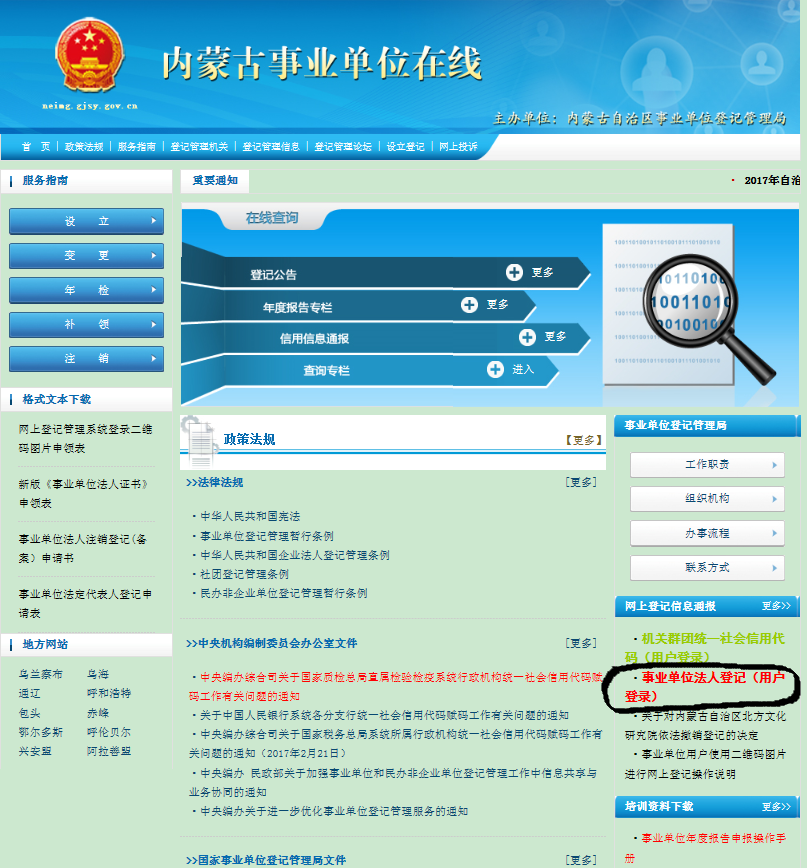 内蒙古事业单位在线
neimg.gjsy.gov.cn
主办单位：内蒙古自治区事业单位登记管理局
首 页 | 政策法规 | 服务指南 | 登记管理机关 | 登记管理信息 | 登记管理论坛 | 设立登记 | 网上投诉
服务指南
设 立
变 更
年 检
补 领
注 销
格式文本下载
网上登记管理系统登录二维
码图片申领表
新版《事业单位法人证书》
申领表
事业单位法人注销登记(备
案）申请书
事业单位法定代表人登记申
请表
地方网站
乌兰察布 乌海
通辽 呼和浩特
包头 赤峰
鄂尔多斯 呼伦贝尔
兴安盟 阿拉善盟
重要通知
· 2017年自治
在线查询
登记公告 更多
年度报告专栏 更多
信用信息通报 更多
查询专栏 进入
10011010010110100101101001010
01101001
10011010
00100100
政策法规 【更多】
>>法律法规 [更多]
·中华人民共和国宪法
·事业单位登记管理暂行条例
·中华人民共和国企业法人登记管理条例
·社团登记管理条例
·民办非企业单位登记管理暂行条例
>>中央机构编制委员会办公室文件 [更多]
·中央编办综合司关于国家质检总局直属检验检疫系统行政机构统一社会信用代码赋
码工作有关问题的通知
·关于中国人民银行系统各分支行统一社会信用代码赋码工作有关问题的通知
·中央编办综合司关于国家税务总局系统所属行政机构统一社会信用代码赋码工作有
关问题的通知（2017年2月21日）
·中央编办 民政部关于加强事业单位和民办非企业单位登记管理工作中信息共享与
业务协同的通知
·中央编办关于进一步优化事业单位登记管理服务的通知
>>国家事业单位登记管理局文件 [更多]
事业单位登记管理局
工作职责
组织机构
办事流程
联系方式
网上登记信息通报 更多>>
·机关群团统一社会信用代
码（用户登录）
·事业单位法人登记（用户
登录）
·关于对内蒙古自治区北方文化
研究院依法撤销登记的决定
·事业单位用户使用二维码图片
进行网上登记操作说明
培训资料下载 更多>>
·事业单位年度报告申报操作手
册